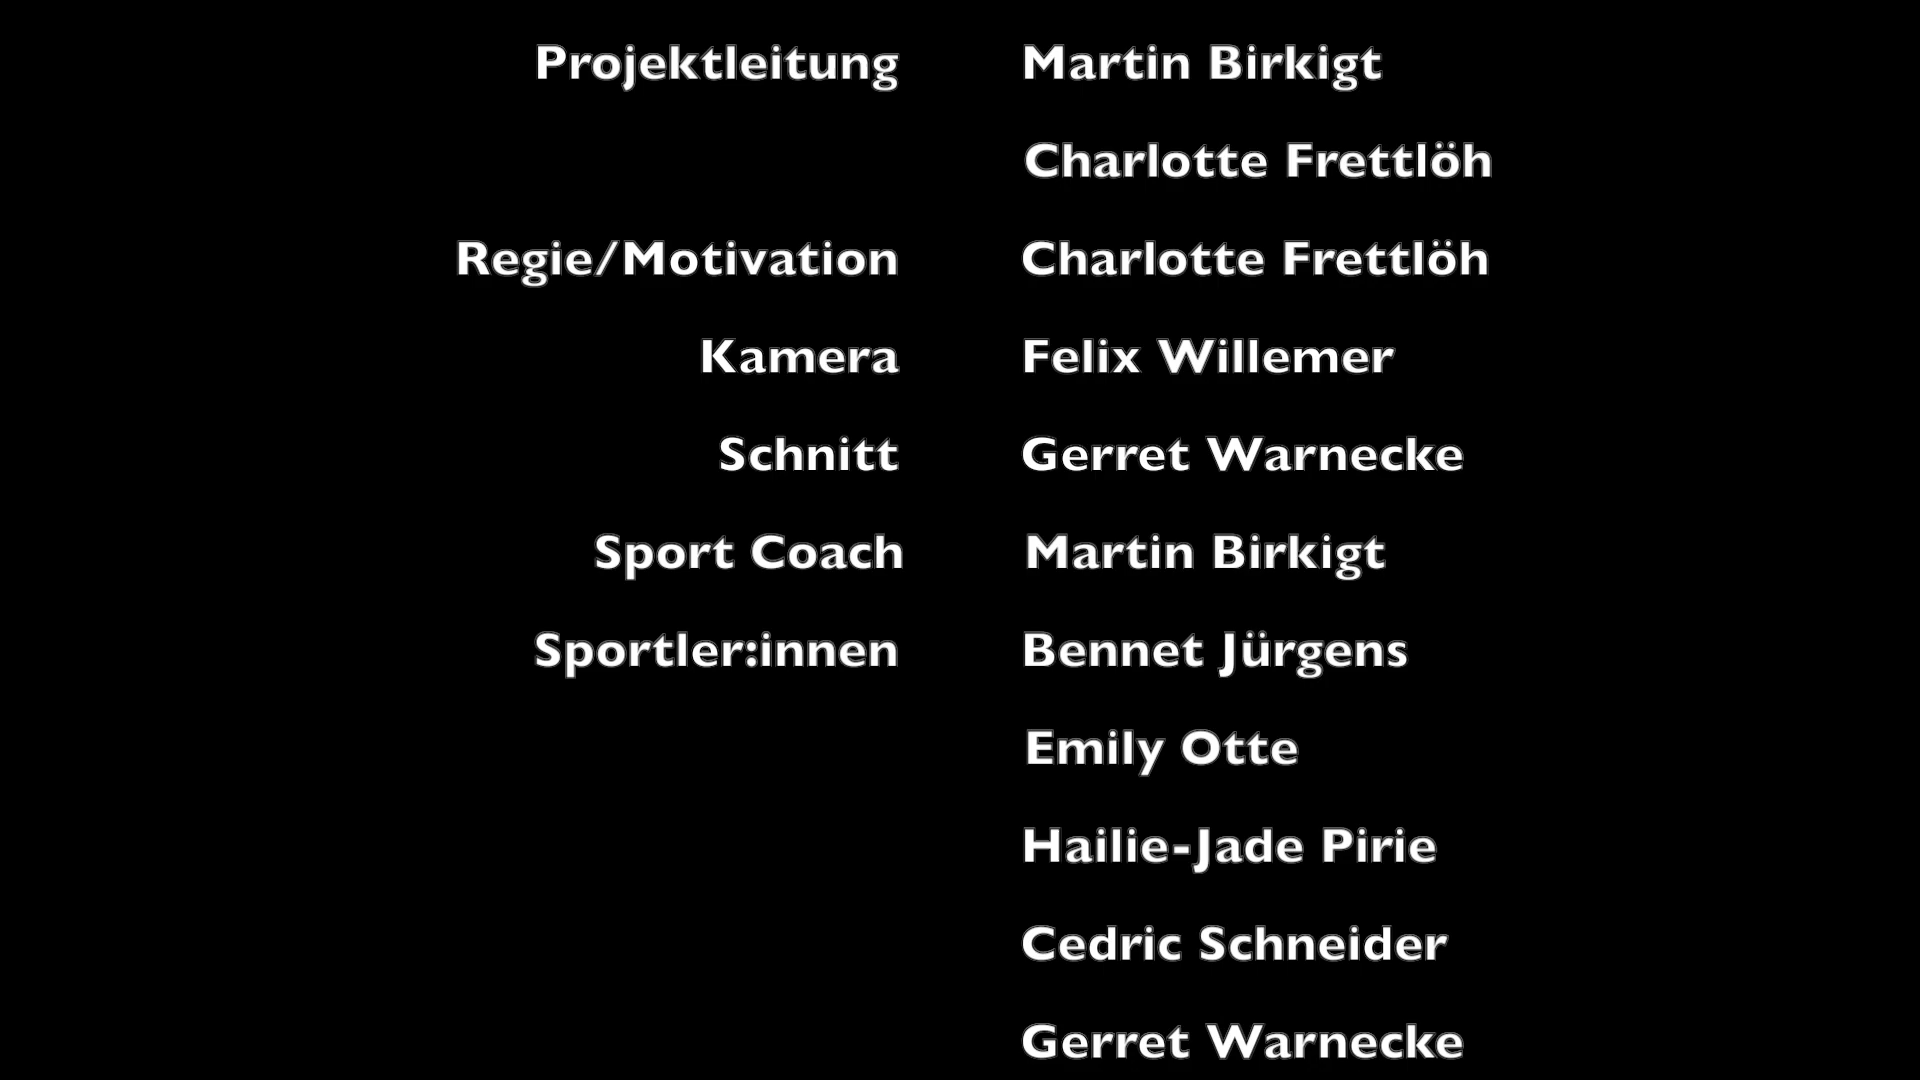 Projektleitung Martin Birkigt
Charlotte Frettlöh
Regie/Motivation Charlotte Frettlöh
Kamera Felix Willemer
Schnitt Gerret Warnecke
Sport Coach Martin Birkigt
Sportler:innen Bennet Jürgens
Emily Otte
Hailie-Jade Pirie
Cedric Schneider
Gerret Warnecke